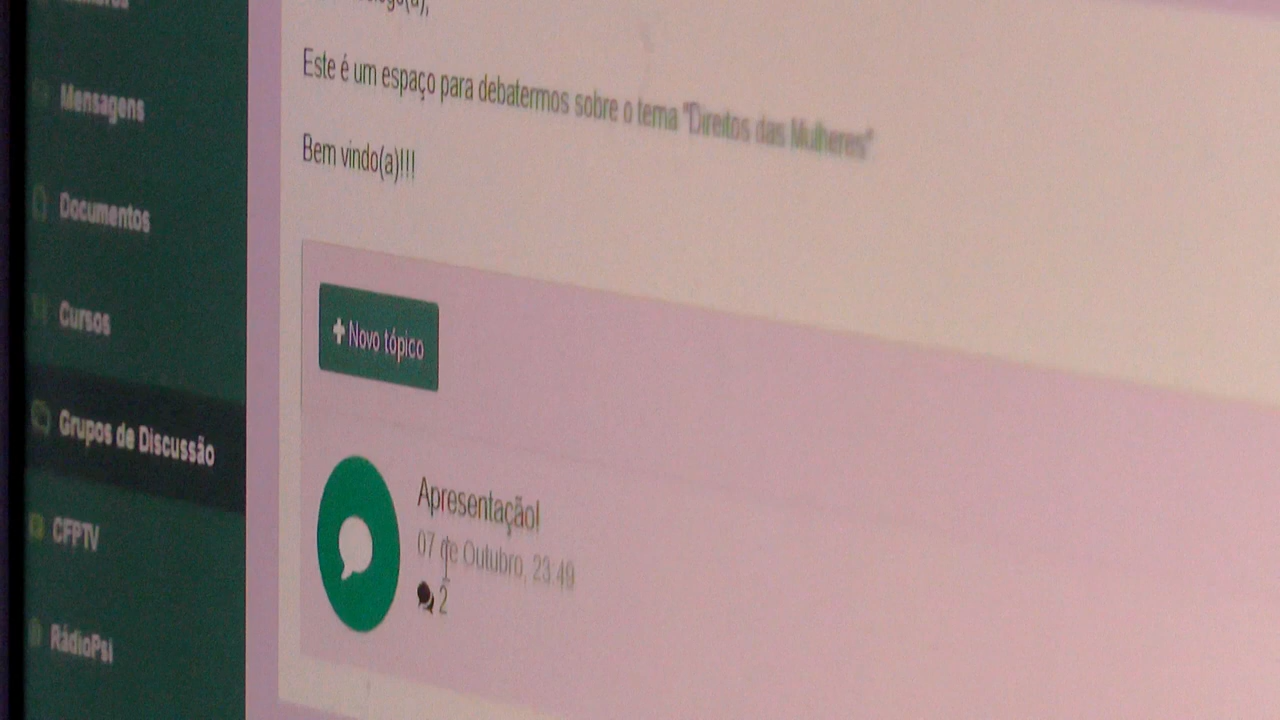 Mensagens
Documentos
Cursos
Grupos de Discussão
CFPTV
RádioPsi
Este é um espaço para debatermos sobre o tema "Direitos das Mulheres"
Bem vindo(a)!!!
Novo tópico
Apresentação!
07 de Outubro, 23:49
2